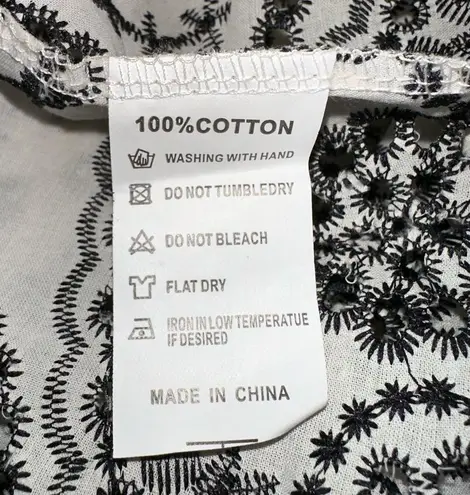 100%COTTON
WASHING WITH HAND
DO NOT TUMBLEDRY
DO NOT BLEACH
FLAT DRY
IRON IN LOW TEMPERATUE
IF DESIRED
MADE IN CHINA